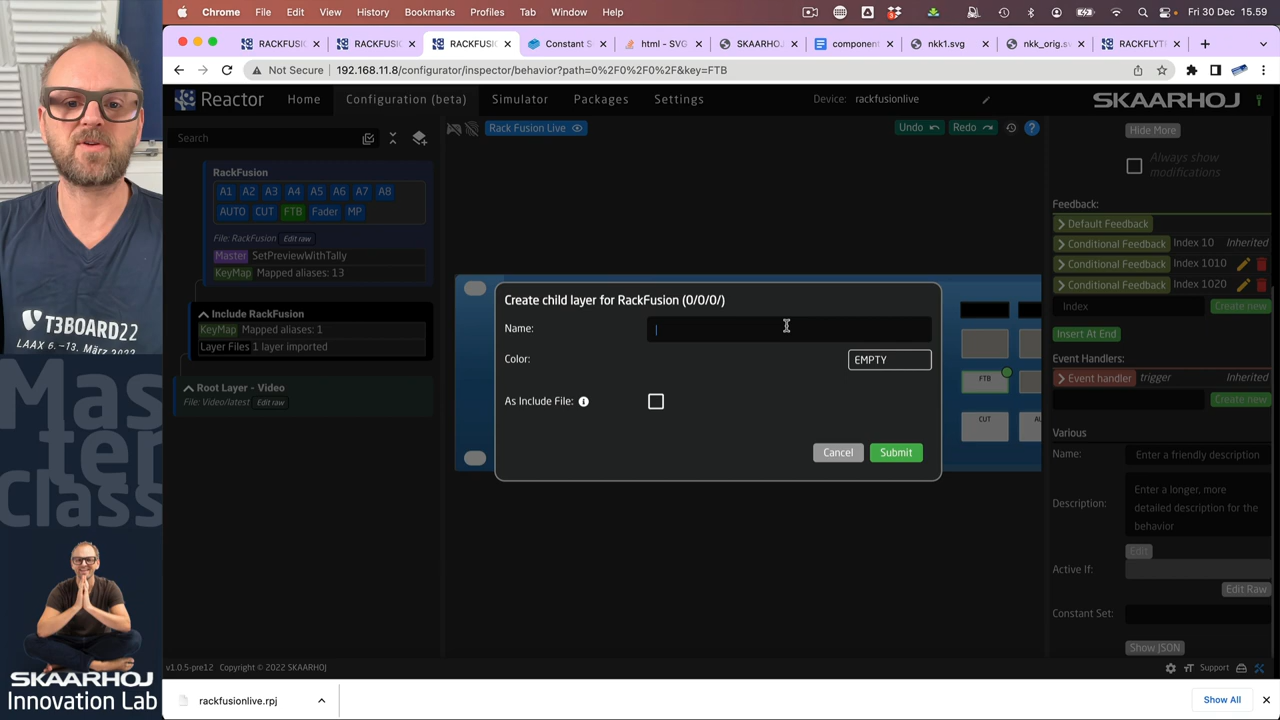 Chrome File Edit View History Bookmarks Profiles Tab Window Help Fri 30 Dec 15.59
RACKFUSIO RACKFUSIO RACKFUSIO Constant S html - SVG SKAARHOJ component nkk1.svg nkk_orig.sv RACKFLYT
Not Secure 192.168.11.8/configurator/inspector/behavior?path=0%2F0%2F0%2F&key=FTB
Reactor Home Configuration (beta) Simulator Packages Settings Device: rackfusionlive SKAARHOJ
Search
Rack Fusion Live
Undo Redo
Hide More
Always show
modifications
RackFusion
A1 A2 A3 A4 A5 A6 A7 A8
AUTO CUT FTB Fader MP
File: RackFusion Edit raw
Master SetPreviewWithTally
KeyMap Mapped aliases: 13
Include RackFusion
KeyMap Mapped aliases: 1
Layer Files 1 layer imported
Root Layer - Video
File: Video/latest Edit raw
Create child layer for RackFusion (0/0/0/)
Name:
Color: EMPTY
As Include File:
Cancel Submit
FTB
CUT
Feedback:
Default Feedback
Conditional Feedback Index 10 Inherited
Conditional Feedback Index 1010
Conditional Feedback Index 1020
Index Create new
Insert At End
Event Handlers:
Event handler trigger Inherited
Create new
Various
Name: Enter a friendly description
Description: Enter a longer, more
detailed description for the
behavior
Edit
Active If:
Edit Raw
Constant Set:
Show JSON
v1.0.5-pre12 Copyright © 2022 SKAARHOJ
Support
rackfusionlive.rpj
Show All
T3BOARD22
LAAX 6.-13. März 2022
Mas
ter
Class
SKAARHOJ
Innovation Lab